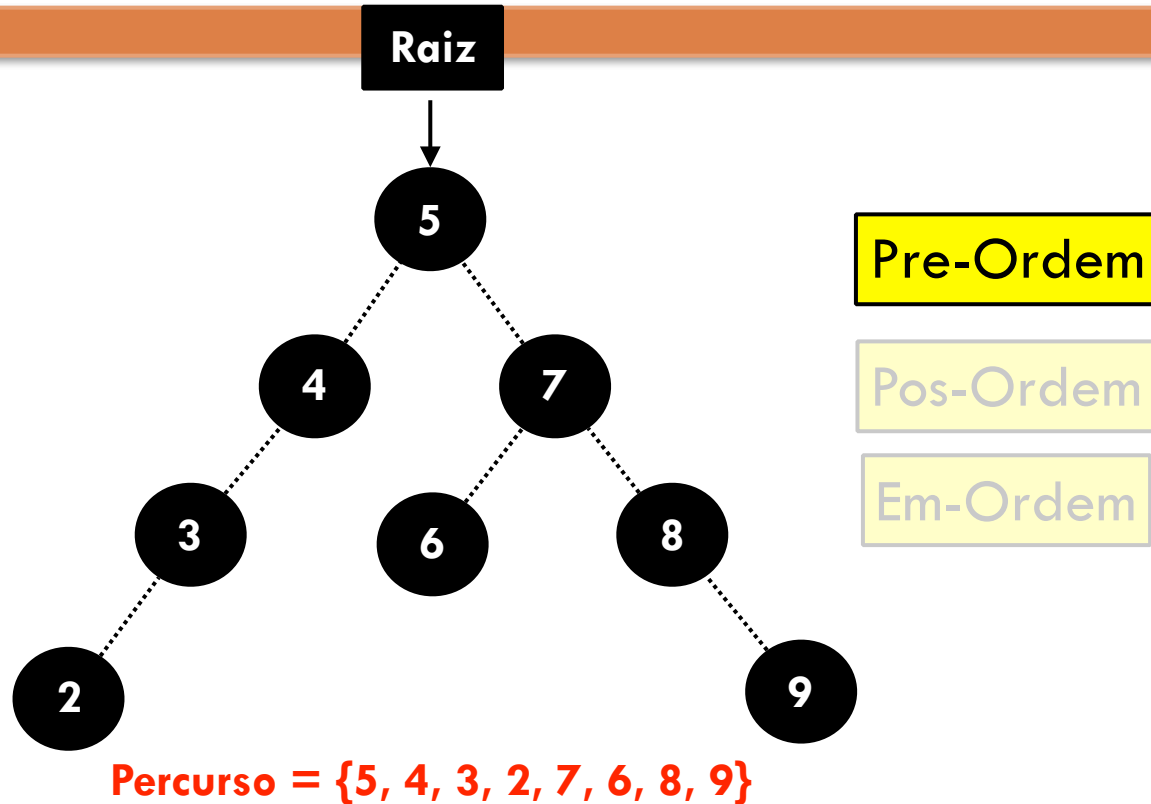 Raiz
5
Pre-Ordem
4 7
Pos-Ordem
Em-Ordem
3 6 8
2 9
Percurso = {5, 4, 3, 2, 7, 6, 8, 9}